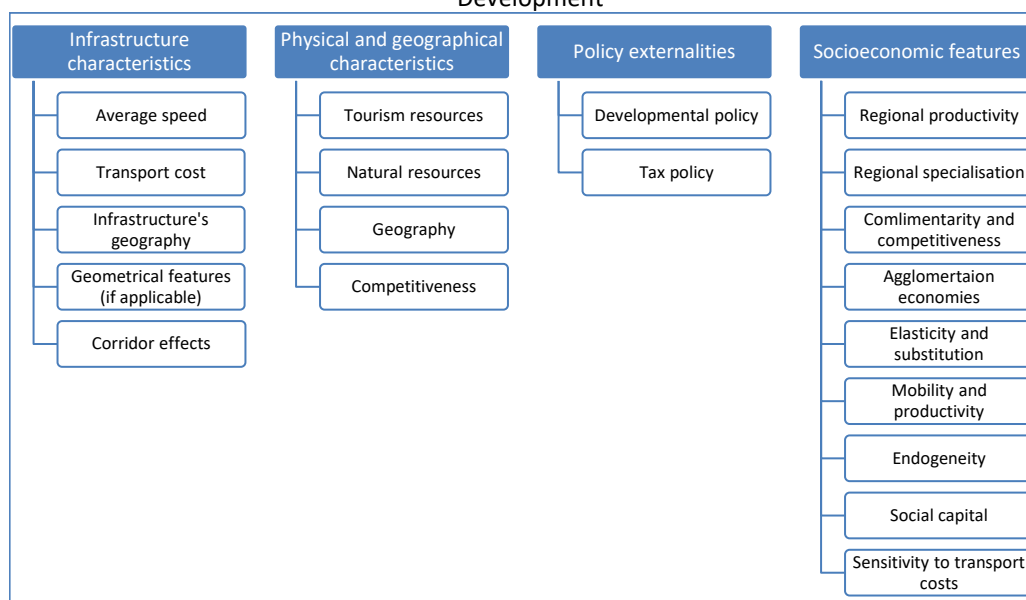 Development
Infrastructure
characteristics
Average speed
Transport cost
Infrastructure's
geography
Geometrical features
(if applicable)
Corridor effects
Physical and geographical
characteristics
Tourism resources
Natural resources
Geography
Competitiveness
Policy externalities
Developmental policy
Tax policy
Socioeconomic features
Regional productivity
Regional specialisation
Comlimentarity and
competitiveness
Agglomertaion
economies
Elasticity and
substitution
Mobility and
productivity
Endogeneity
Social capital
Sensitivity to transport
costs